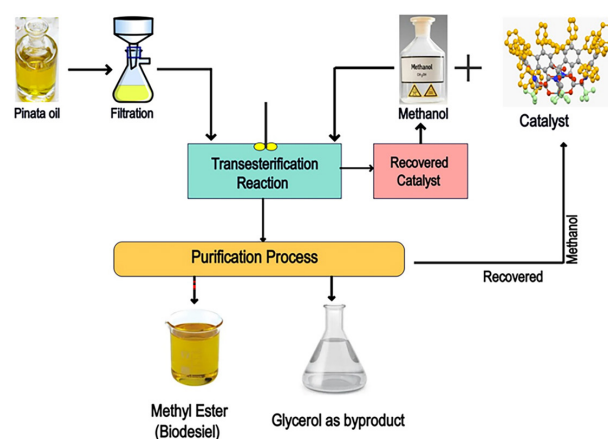 Pinata oil
Filtration
Methanol
CH₃OH
Methanol
Catalyst
Transesterification
Reaction
Recovered
Catalyst
Purification Process
Recovered
Methanol
Methyl Ester
(Biodesiel)
Glycerol as byproduct